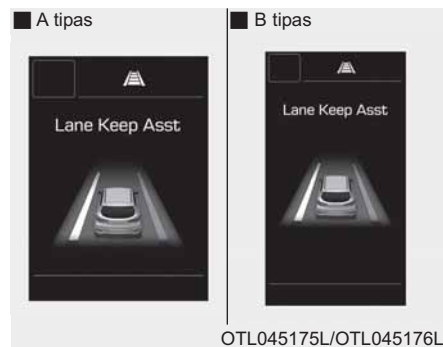 A tipas
B tipas
Lane Keep Asst
Lane Keep Asst
OTL045175L/OTL045176L